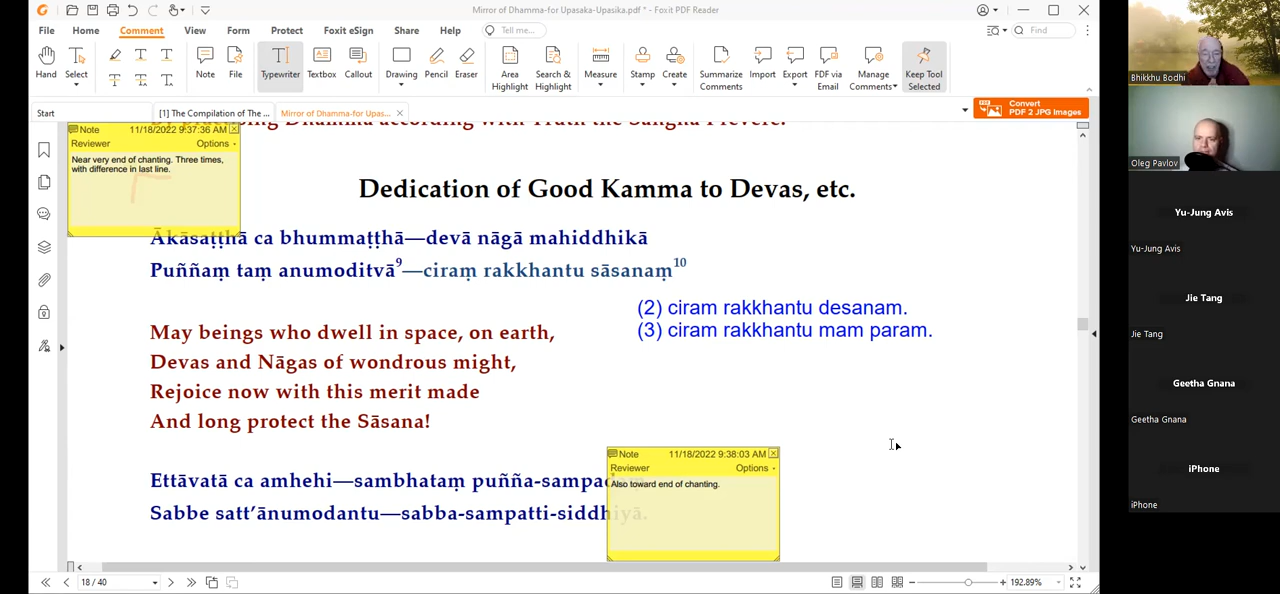 Mirror of Dhamma-for Upasaka-Upasika.pdf * - Foxit PDF Reader
File
Home
Comment
View
Form
Protect
Foxit eSign
Share
Help
Tell me...
Find
Hand
Select
Note
File
Typewriter
Textbox
Callout
Drawing
Pencil
Eraser
Area Highlight
Search & Highlight
Measure
Stamp
Create
Summarize Comments
Import
Export
FDF via Email
Manage Comments
Keep Tool Selected
Start
[1] The Compilation of The ...
Mirror of Dhamma-for Upas...
Convert
PDF 2 JPG Images
Note 11/18/2022 9:37:36 AM
Reviewer Options
Near very end of chanting. Three times,
with difference in last line.
Dedication of Good Kamma to Devas, etc.
Ākāsaṭṭhā ca bhummaṭṭhā—devā nāgā mahiddhikā
Puññaṃ taṃ anumoditvā9—ciraṃ rakkhantu sāsanaṃ10
(2) ciram rakkhantu desanam.
(3) ciram rakkhantu mam param.
May beings who dwell in space, on earth,
Devas and Nāgas of wondrous might,
Rejoice now with this merit made
And long protect the Sāsana!
Note 11/18/2022 9:38:03 AM
Reviewer Options
Also toward end of chanting.
Ettāvatā ca amhehi—sambhataṃ puñña-sampa
Sabbe satt'ānumodantu—sabba-sampatti-siddhiyā.
18 / 40
192.89%
Bhikkhu Bodhi
Oleg Pavlov
Yu-Jung Avis
Yu-Jung Avis
Jie Tang
Jie Tang
Geetha Gnana
Geetha Gnana
iPhone
iPhone